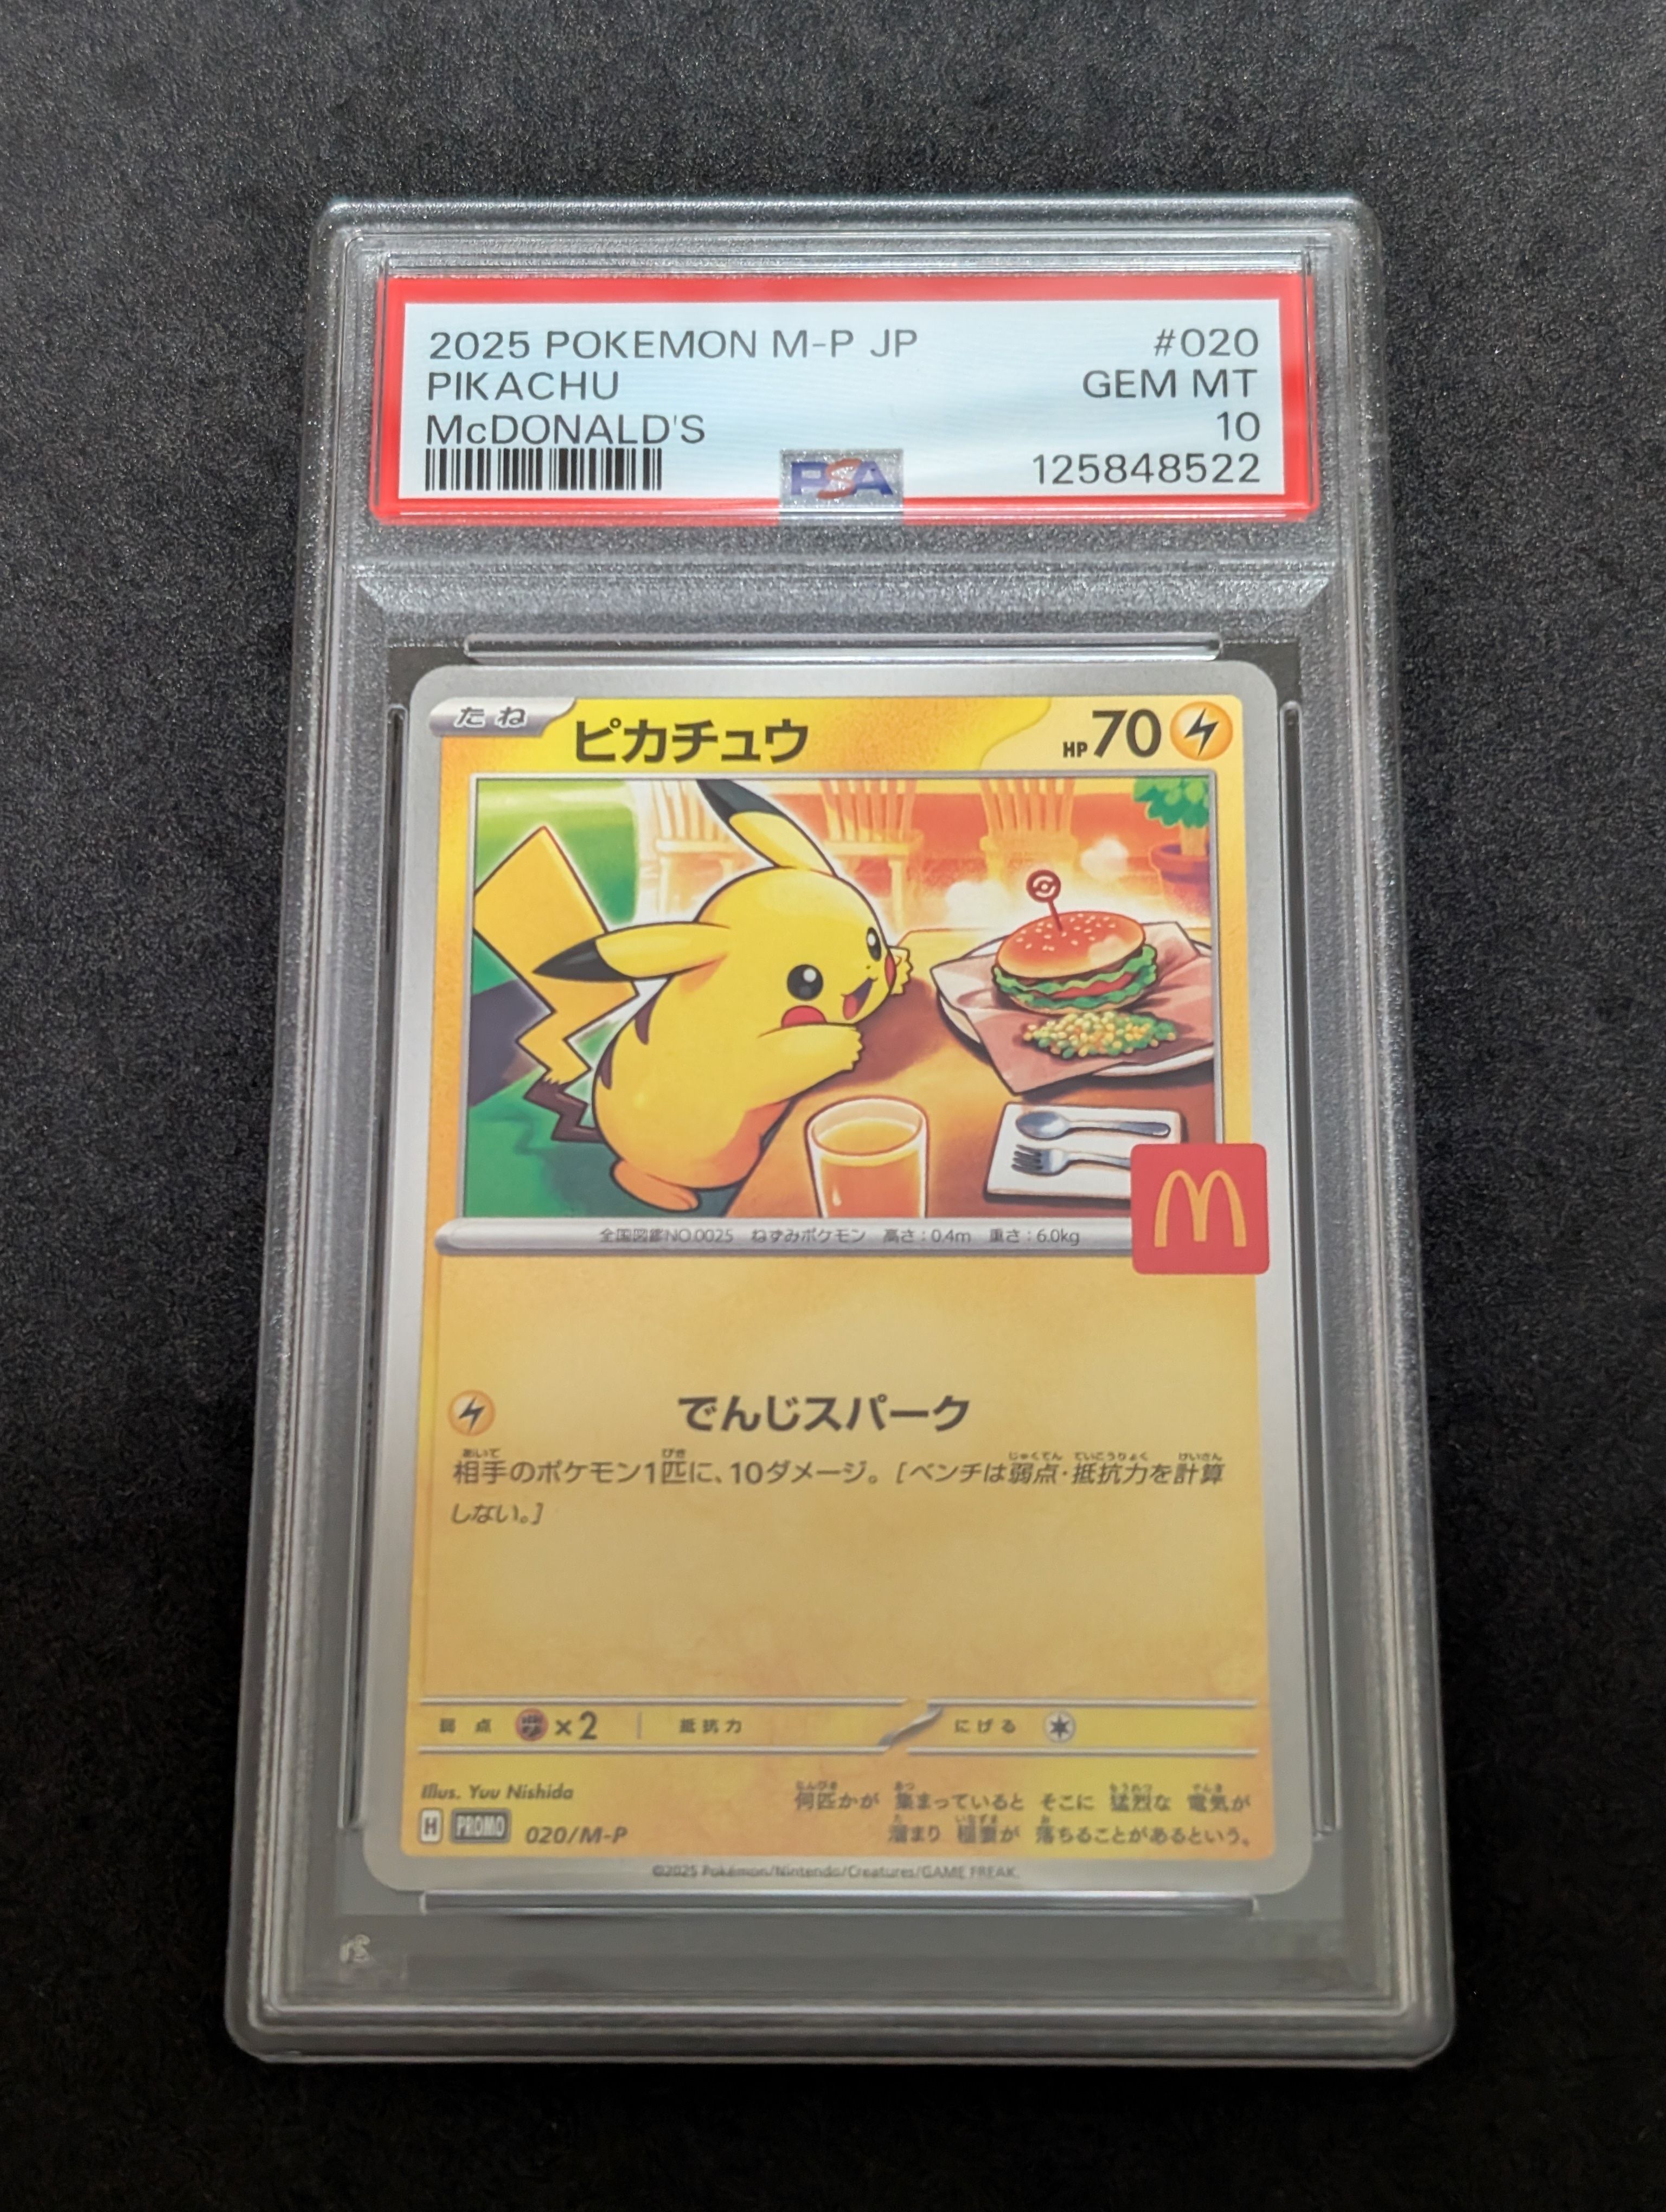 2025 POKEMON M-P JP #020
PIKACHU GEM MT
McDONALD'S 10
PSA 125848522
たね ピカチュウ HP70
全国図鑑NO.0025 ねずみポケモン 高さ:0.4m 重さ:6.0kg
でんじスパーク
相手のポケモン1匹に、10ダメージ。[ベンチは弱点・抵抗力を計算
しない。]
弱点 ×2 抵抗力 にげる
Illus. Yuu Nishida
H PROMO 020/M-P
何匹かが 集まっていると そこに 猛烈な 電気が
溜まり 稲妻が 落ちることがあるという。
©2025 Pokémon/Nintendo/Creatures/GAME FREAK.